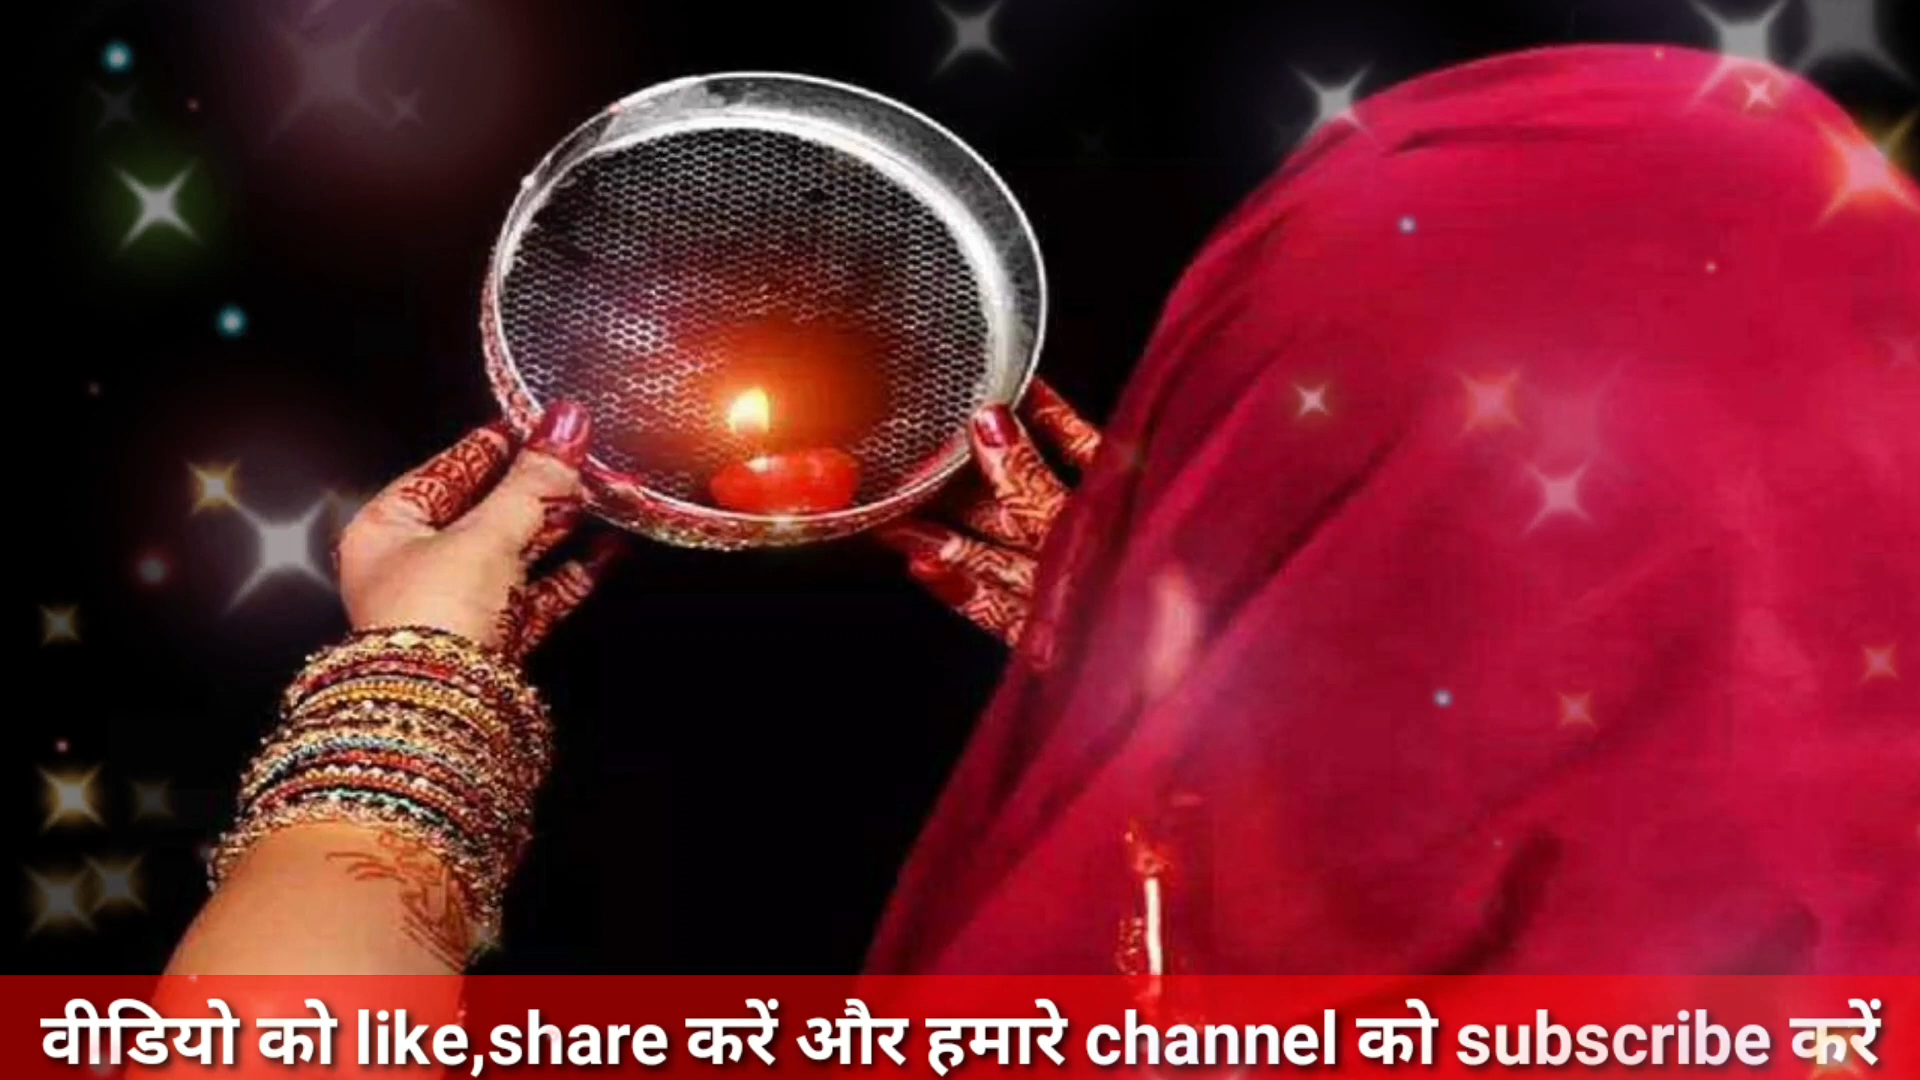 वीडियो को like,share करें और हमारे channel को subscribe करें